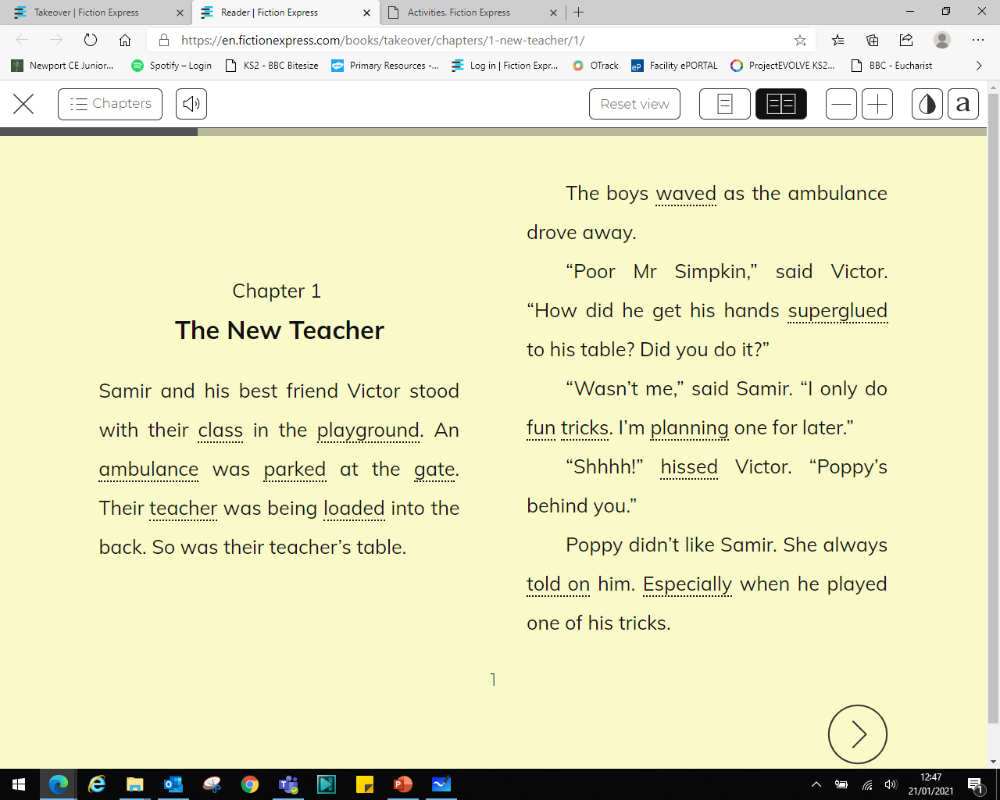 Takeover | Fiction Express
Reader | Fiction Express
Activities. Fiction Express
https://en.fictionexpress.com/books/takeover/chapters/1-new-teacher/1/
Newport CE Junior...
Spotify – Login
KS2 - BBC Bitesize
Primary Resources -...
Log in | Fiction Expr...
OTrack
eP
Facility ePORTAL
ProjectEVOLVE KS2...
BBC - Eucharist
Chapters
Reset view
a
Chapter 1
The New Teacher
Samir and his best friend Victor stood
with their class in the playground. An
ambulance was parked at the gate.
Their teacher was being loaded into the
back. So was their teacher’s table.
The boys waved as the ambulance
drove away.
“Poor Mr Simpkin,” said Victor.
“How did he get his hands superglued
to his table? Did you do it?”
“Wasn’t me,” said Samir. “I only do
fun tricks. I’m planning one for later.”
“Shhhh!” hissed Victor. “Poppy’s
behind you.”
Poppy didn’t like Samir. She always
told on him. Especially when he played
one of his tricks.
1
12:47
21/01/2021
1